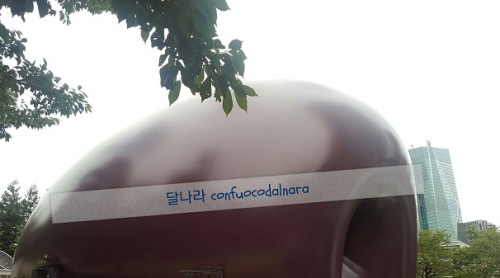 달나라 confuocodalnara